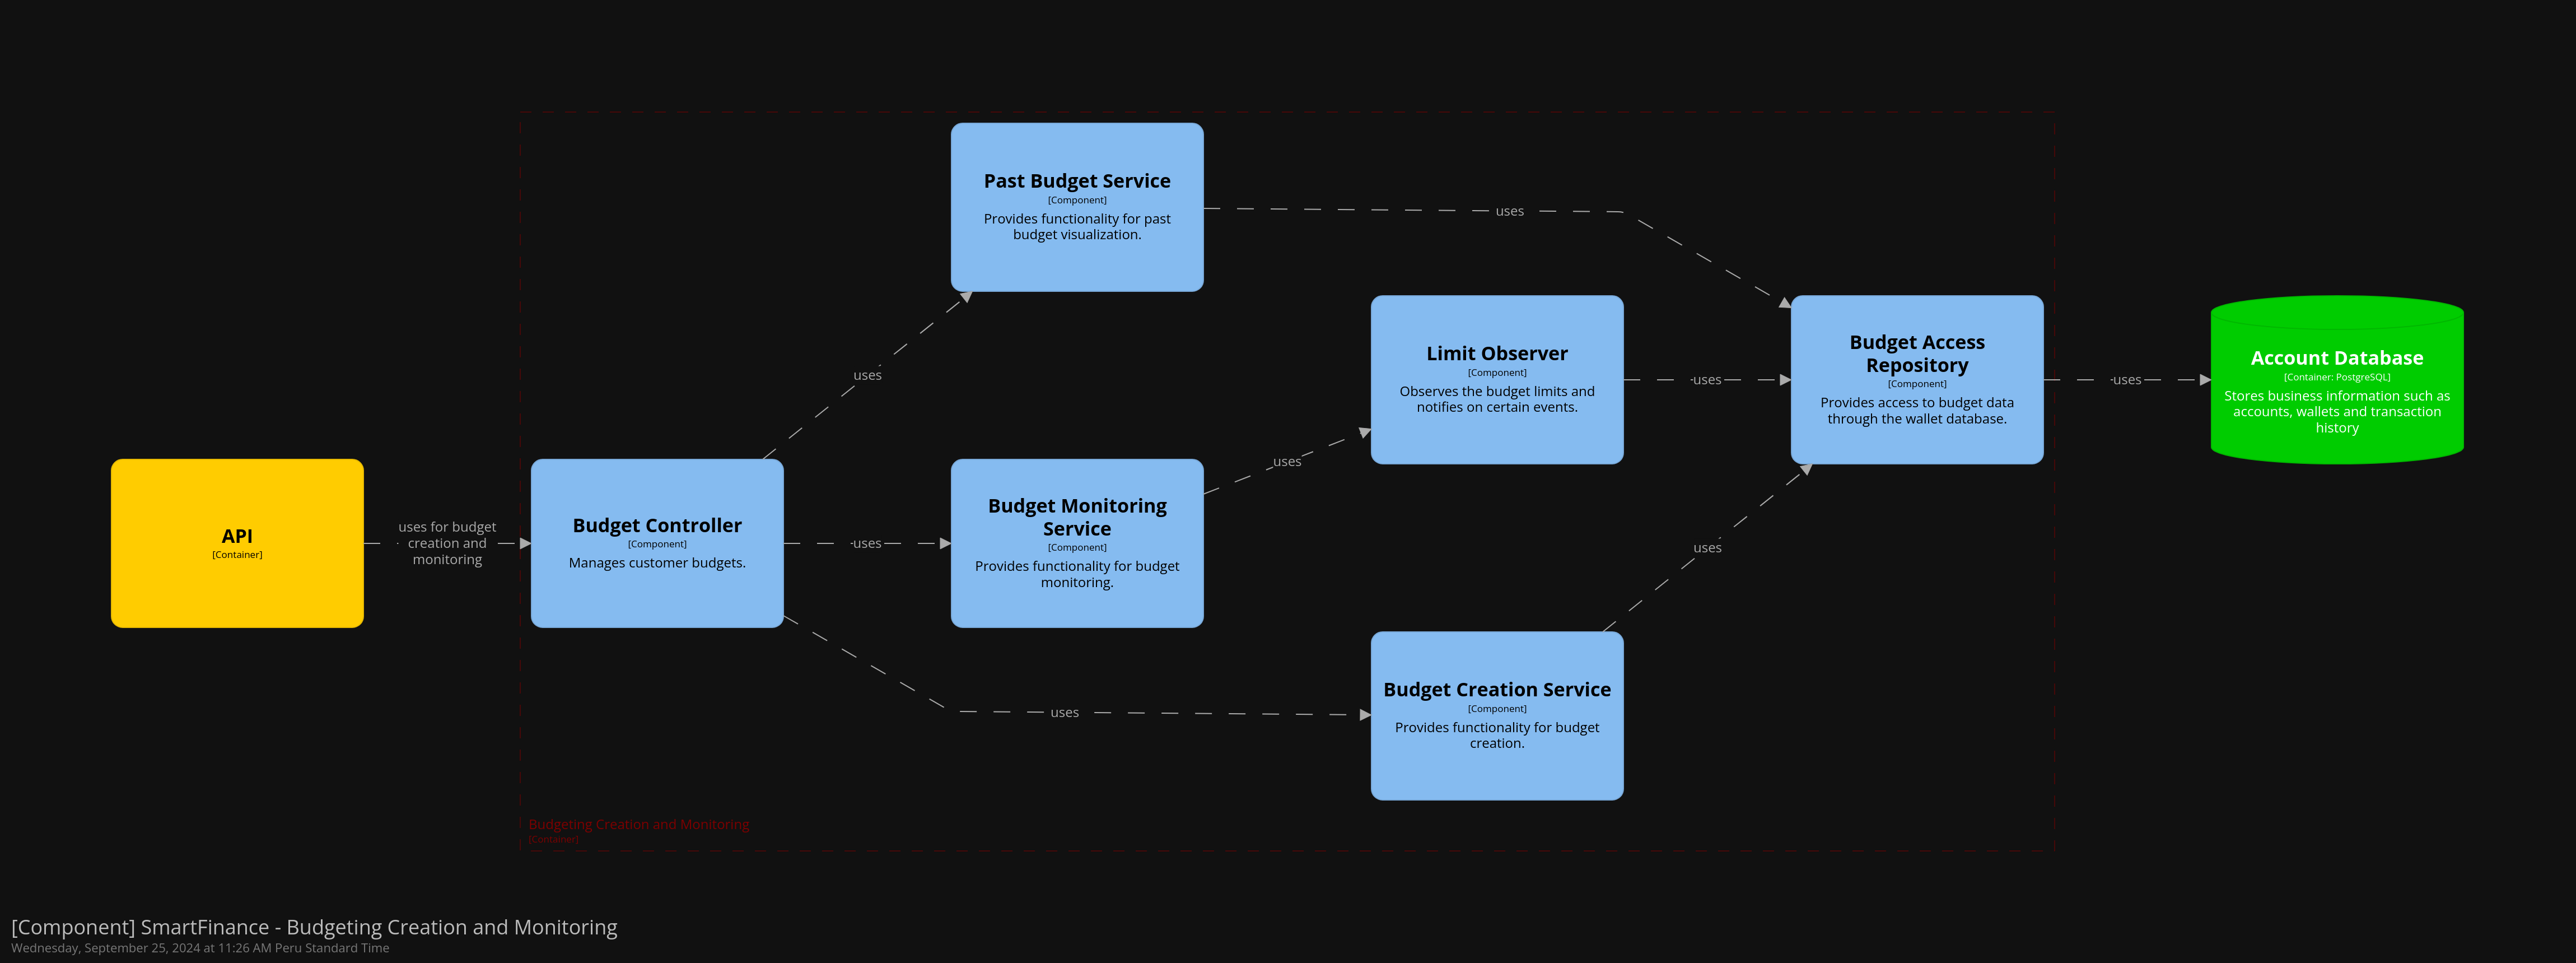 Past Budget Service
[Component]
Provides functionality for past
budget visualization.
uses
uses
Limit Observer
[Component]
Observes the budget limits and
notifies on certain events.
uses
Budget Access
Repository
[Component]
Provides access to budget data
through the wallet database.
uses
Account Database
[Container: PostgreSQL]
Stores business information such as
accounts, wallets and transaction
history
API
[Container]
uses for budget
creation and
monitoring
Budget Controller
[Component]
Manages customer budgets.
uses
Budget Monitoring
Service
[Component]
Provides functionality for budget
monitoring.
uses
uses
uses
Budget Creation Service
[Component]
Provides functionality for budget
creation.
Budgeting Creation and Monitoring
[Container]
[Component] SmartFinance - Budgeting Creation and Monitoring
Wednesday, September 25, 2024 at 11:26 AM Peru Standard Time